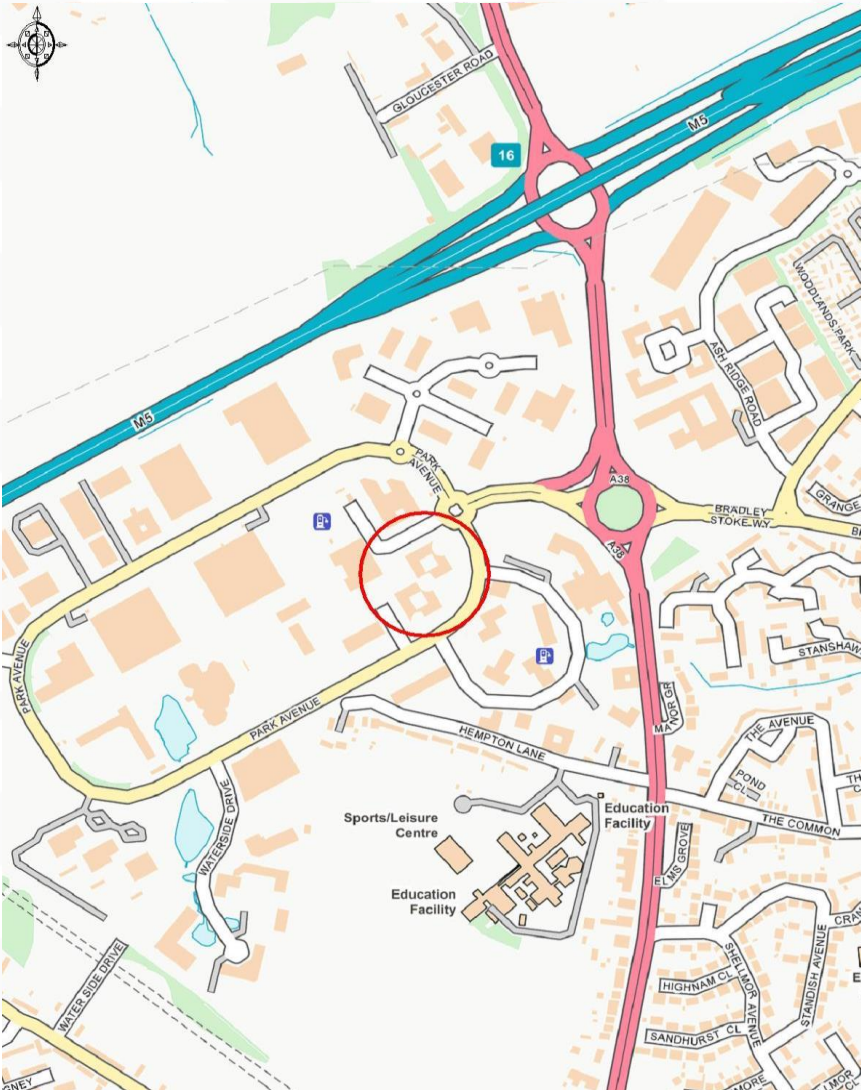 GLOUCESTER ROAD
16
M5
WOODLANDS PARK
ASH RIDGE ROAD
M5
PARK
AVENUE
A38
BRADLEY
STOKE WY
GRANGE
A38
STANSHAW
PARK AVENUE
MANOR GR
PARK AVENUE
HEMPTON LANE
THE AVENUE
POND
CL
WATERSIDE DRIVE
Sports/Leisure
Centre
Education
Facility
THE COMMON
ELMS GROVE
Education
Facility
WATER SIDE DRIVE
SHELLMOR AVENUE
STANDISH AVENUE
HIGHNAM CL
SANDHURST CL